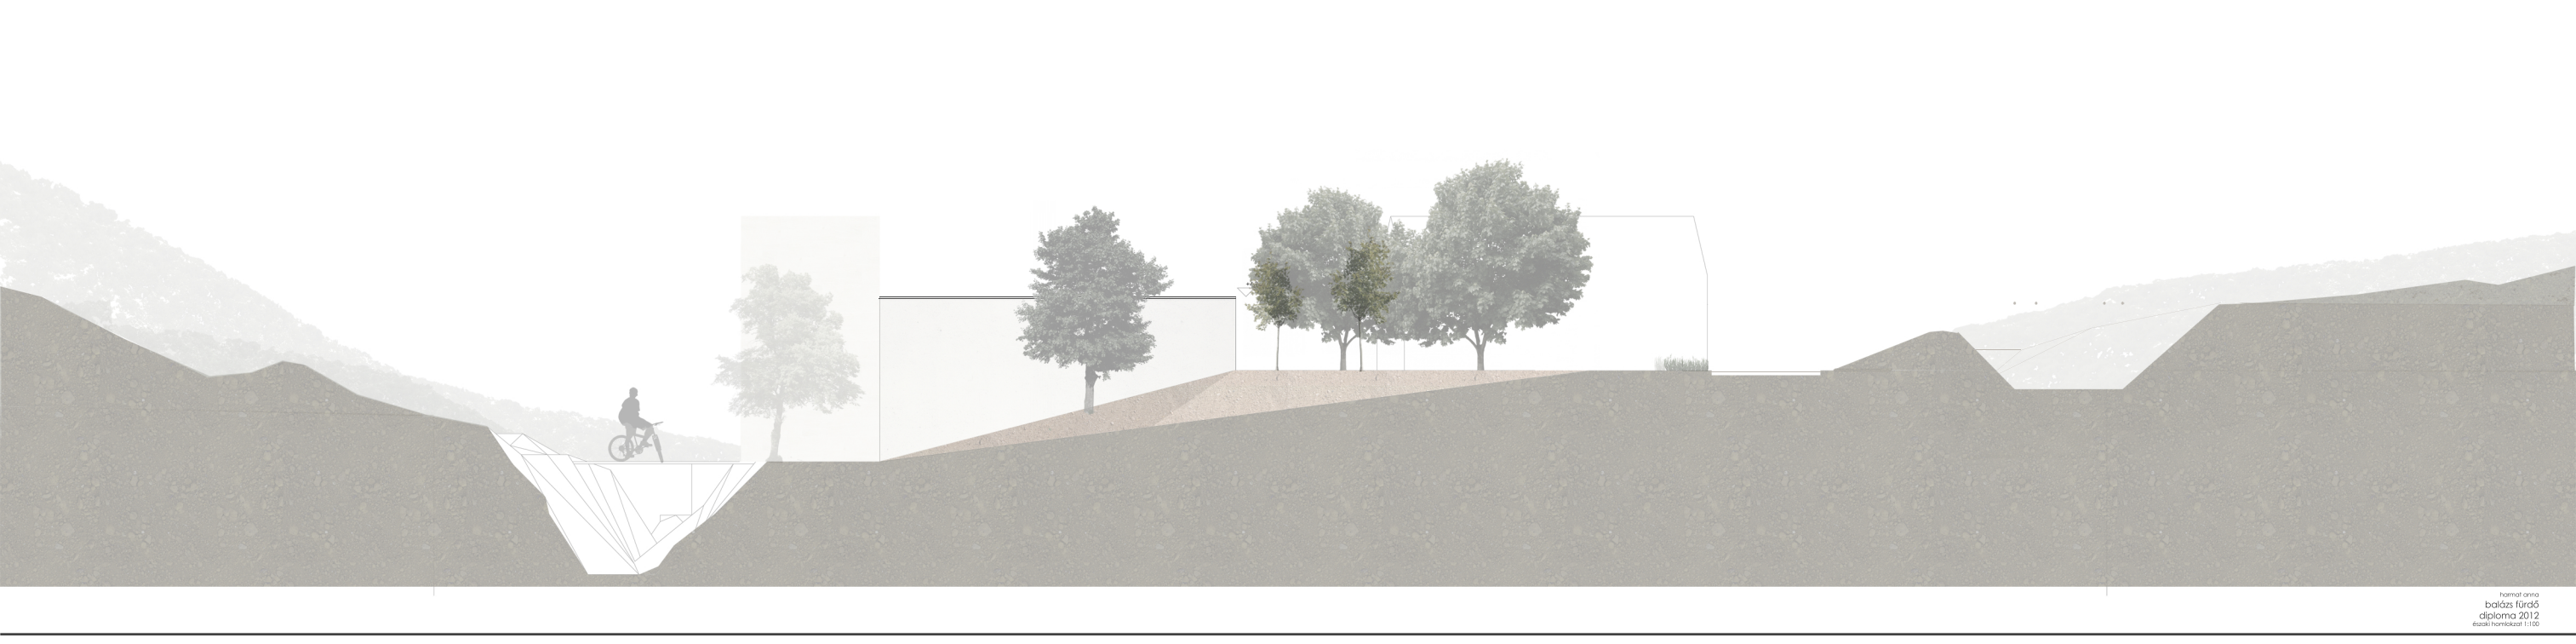 harmat anna
balázs fürdő
diploma 2012
északi homlokzat 1:100